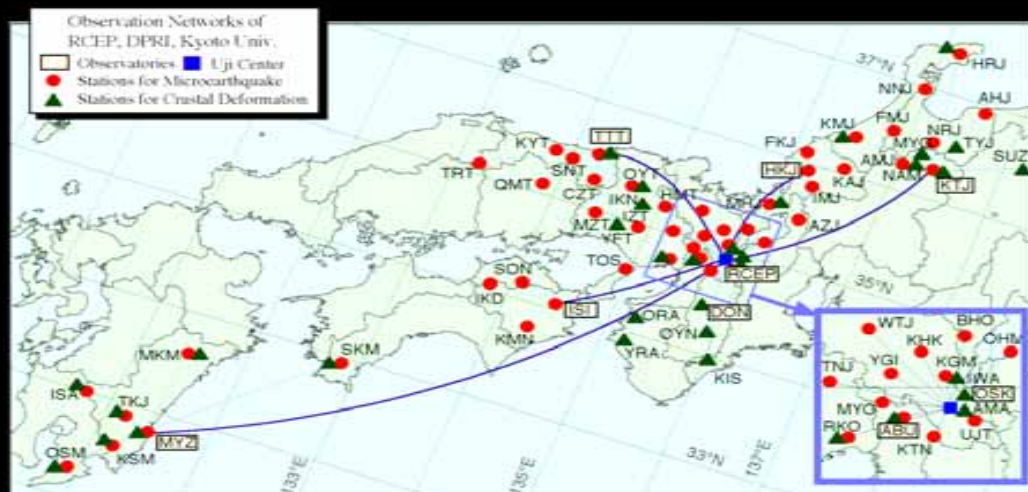 Observation Networks of
RCEP, DPRI, Kyoto Univ.
Observatories Uji Center
Stations for Microearthquake
Stations for Crustal Deformation
37°N
HRJ
NNJ
AHJ
KMJ
FMJ
NRJ
MYG
TYJ
SUZ
KYT
TTT
FKJ
HKJ
AMJ
NAM
KTJ
TRT
SNT
QMT
CZT
OYT
IKN
HMT
MRJ
KAJ
IMJ
IZT
MZT
YFT
AZJ
TOS
RCEP
35°N
SON
IKD
ISI
KMN
ORA
DON
OYN
YRA
KIS
MKM
SKM
ISA
TKJ
MYZ
OSM
KSM
133°E
135°E
33°N
137°E
WTJ
BHO
KHK
OHM
TNJ
YGI
KGM
IWA
OSK
MYO
AMA
RKO
ABU
UJT
KTN